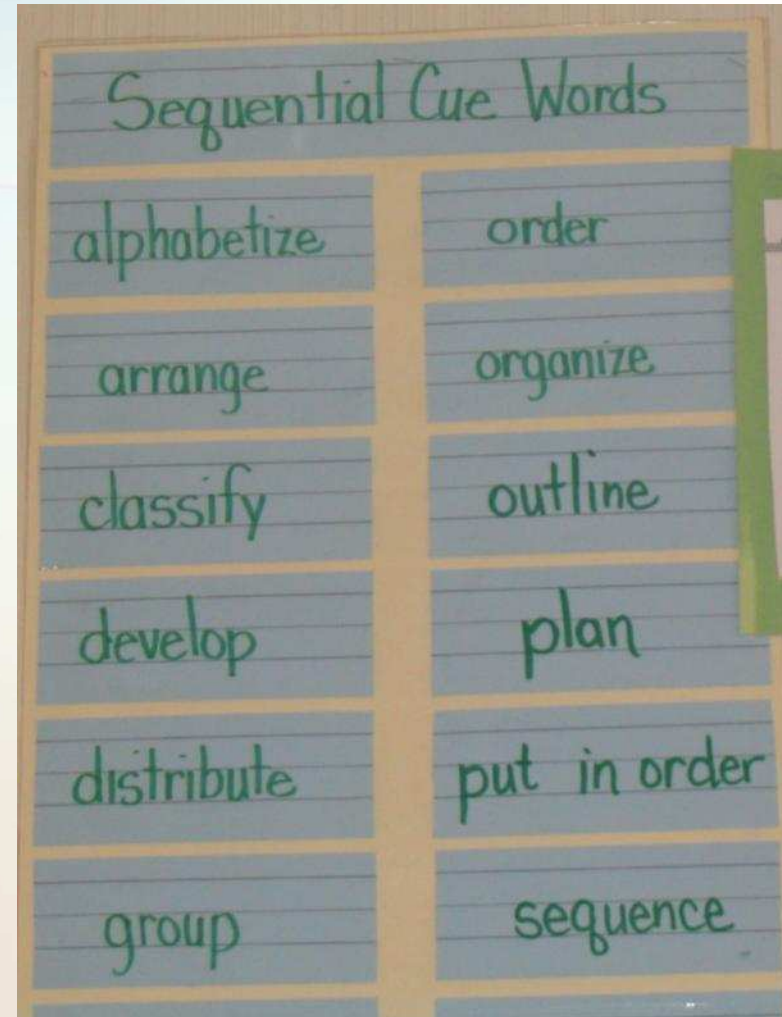 Sequential Cue Words
alphabetize
order
arrange
organize
classify
outline
develop
plan
distribute
put in order
group
sequence